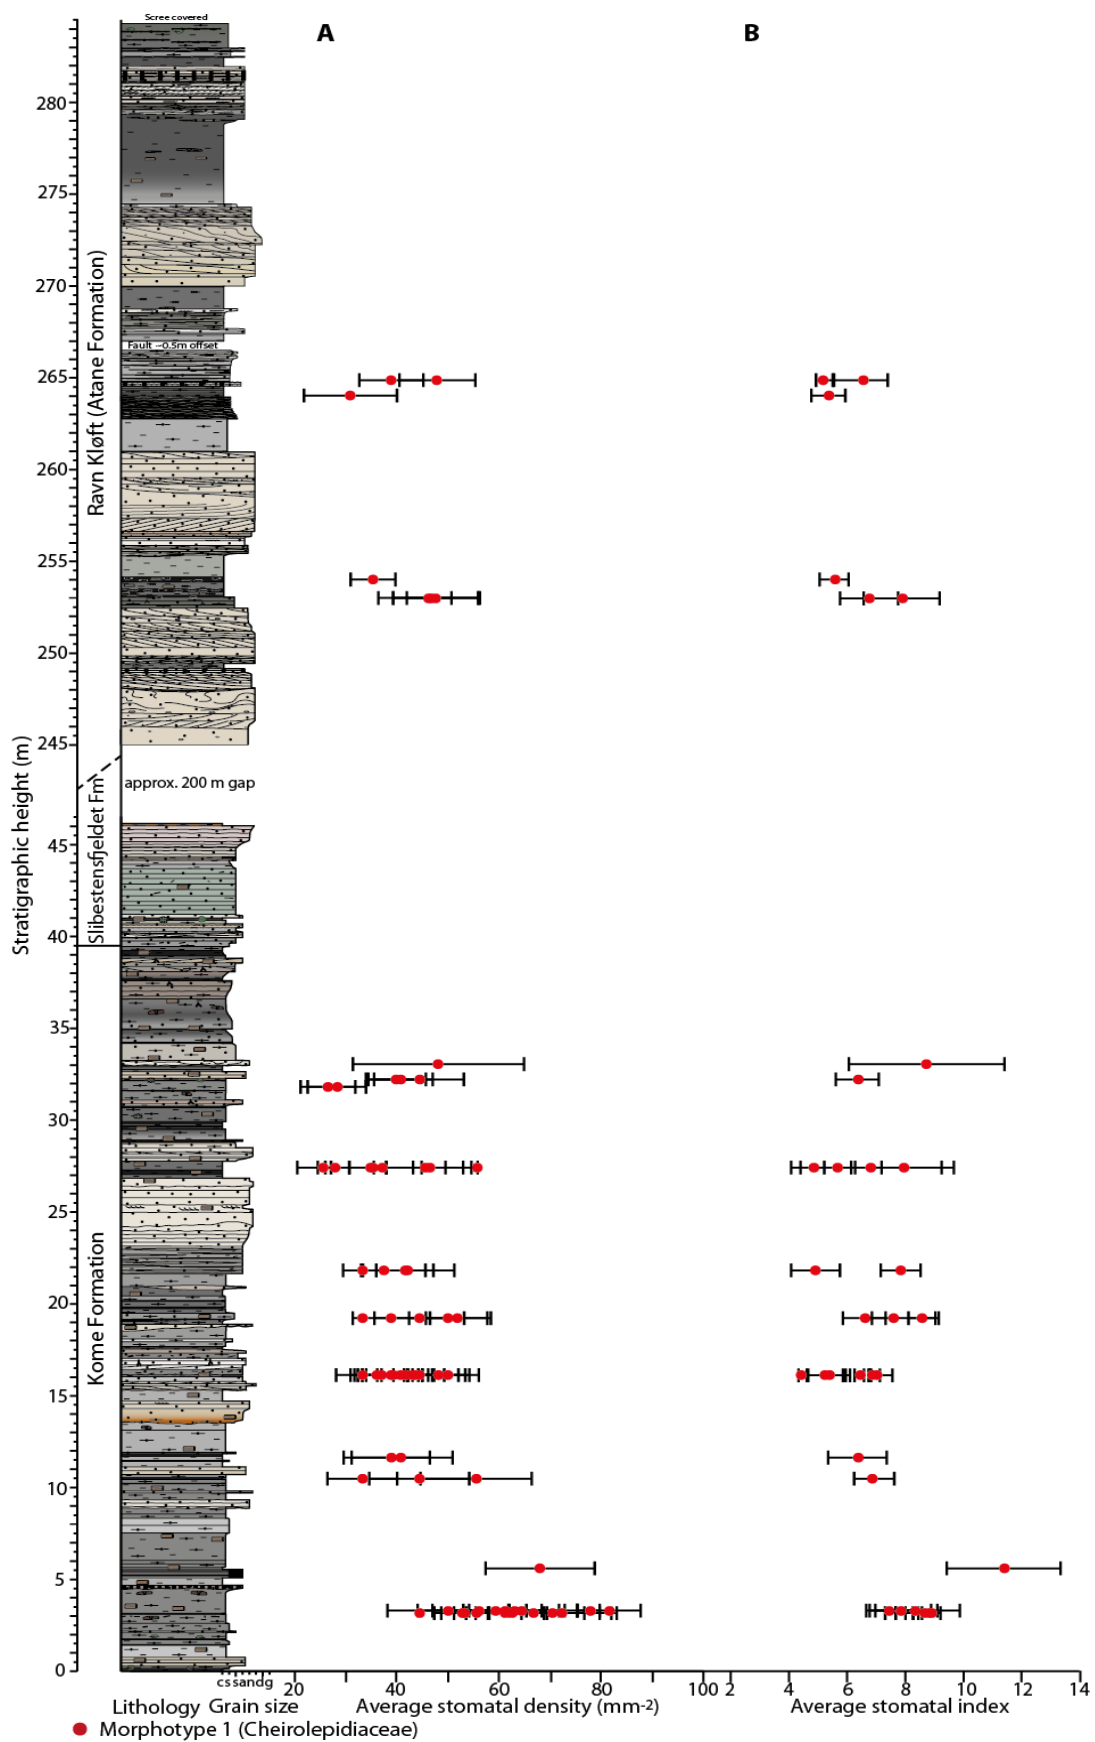 Scree covered
A
B
280
275
270
Fault ~0.5m offset
265
260
255
250
245
Ravn Kløft (Atane Formation)
approx. 200 m gap
Slibestensfjeldet Fm
Stratigraphic height (m)
45
40
35
30
25
20
15
10
5
0
Kome Formation
c s s a n d g
20 40 60 80 100
2 4 6 8 10 12 14
Lithology Grain size
Average stomatal density (mm-2)
Average stomatal index
Morphotype 1 (Cheirolepidiaceae)